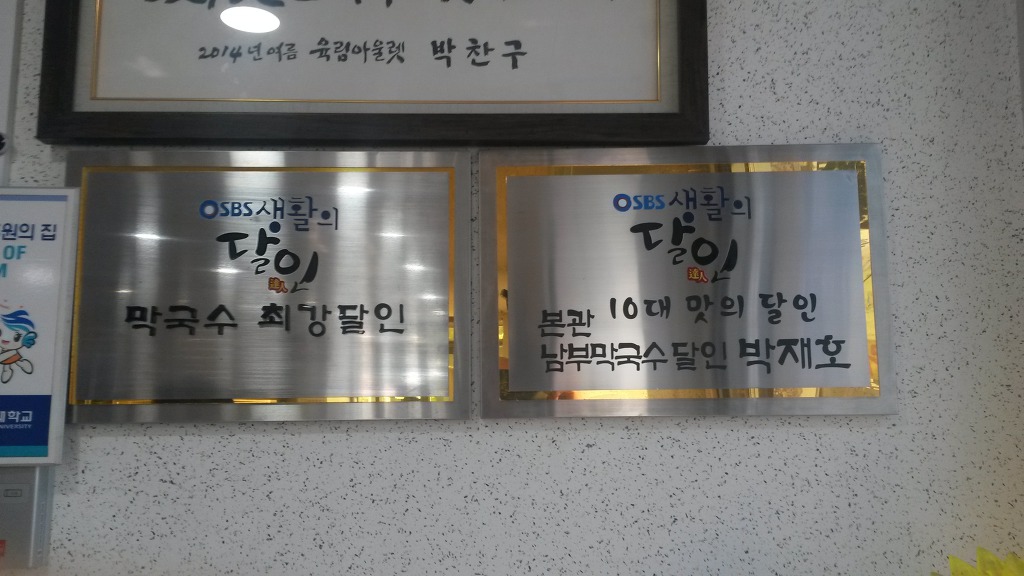 2014년 여름 육림아울렛 박찬구
SBS 생활의
달인
達人
막국수 최강달인
SBS 생활의
달인
達人
본관 10대 맛의 달인
남부막국수달인 박재호
원의 집
OF
M
학교
UNIVERSITY